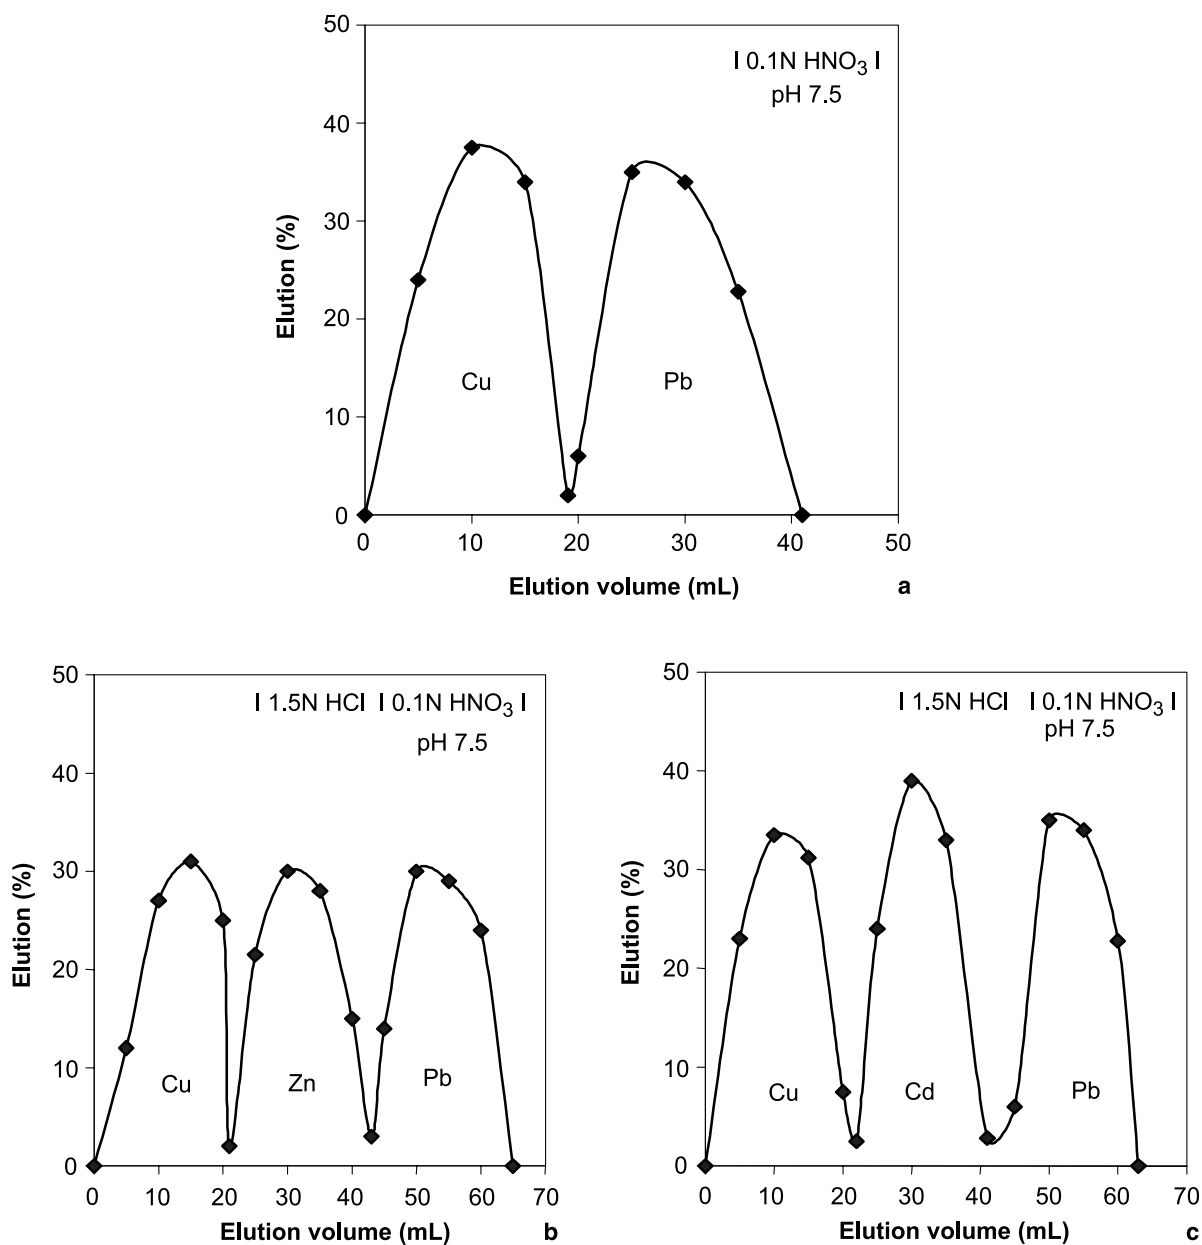 50
40
30
20
10
0
Elution (%)
| 0.1N HNO₃ |
pH 7.5
Cu
Pb
0 10 20 30 40 50
Elution volume (mL)
a
50
40
30
20
10
0
Elution (%)
| 1.5N HCl | 0.1N HNO₃ |
pH 7.5
Cu
Zn
Pb
0 10 20 30 40 50 60 70
Elution volume (mL)
b
50
40
30
20
10
0
Elution (%)
| 1.5N HCl | 0.1N HNO₃ |
pH 7.5
Cu
Cd
Pb
0 10 20 30 40 50 60 70
Elution volume (mL)
c